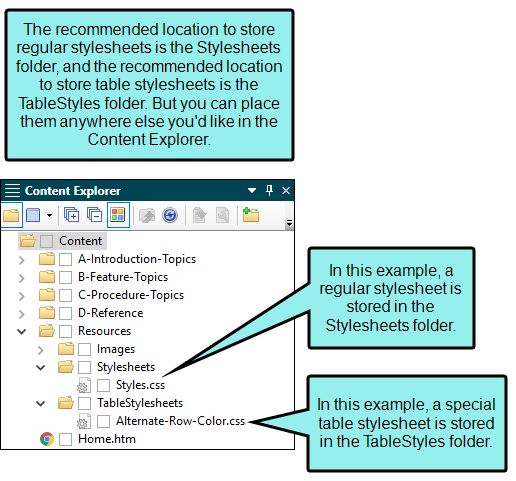 The recommended location to store
regular stylesheets is the Stylesheets
folder, and the recommended location
to store table stylesheets is the
TableStyles folder. But you can place
them anywhere else you'd like in the
Content Explorer.
Content Explorer
Content
A-Introduction-Topics
B-Feature-Topics
C-Procedure-Topics
D-Reference
Resources
Images
Stylesheets
Styles.css
TableStylesheets
Alternate-Row-Color.css
Home.htm
In this example, a
regular stylesheet is
stored in the
Stylesheets folder.
In this example, a special
table stylesheet is stored
in the TableStyles folder.